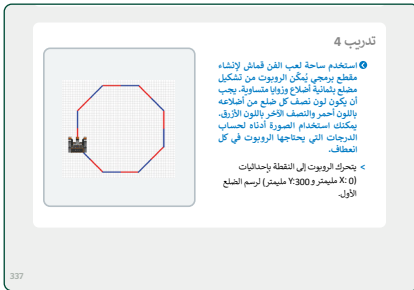 تدريب 4
استخدم ساحة لعب الفن قماش لإنشاء
مقطع برمجي يُمكّن الروبوت من تشكيل
مضلع بثمانية أضلاع وزوايا متساوية. يجب
أن يكون لون نصف كل ضلع من أضلاعه
باللون أحمر والنصف الآخر باللون الأزرق.
يمكنك استخدام الصورة أدناه لحساب
الدرجات التي يحتاجها الروبوت في كل
انعطاف.
> يتحرك الروبوت إلى النقطة بإحداثيات
(X: 0 مليمتر و Y:300 مليمتر) لرسم الضلع
الأول.
337